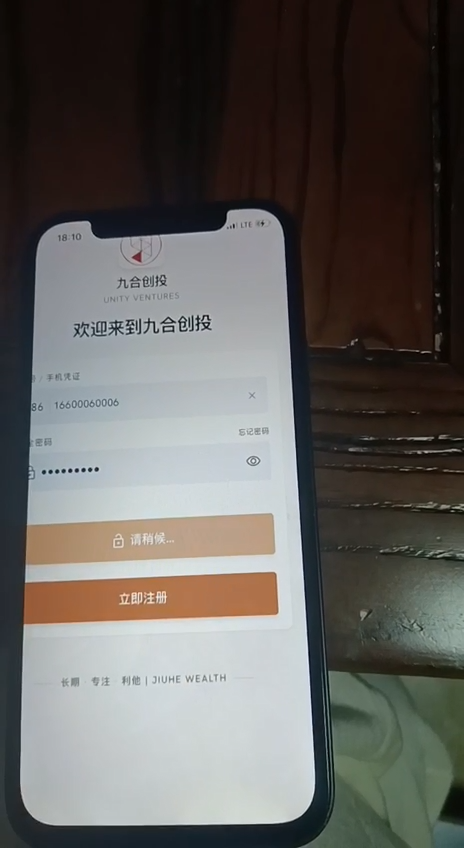 18:10 LTE
九合创投
UNITY VENTURES
欢迎来到九合创投
/ 手机凭证
86 16600060006
密码 忘记密码
请稍候...
立即注册
长期 · 专注 · 利他 | JIUHE WEALTH